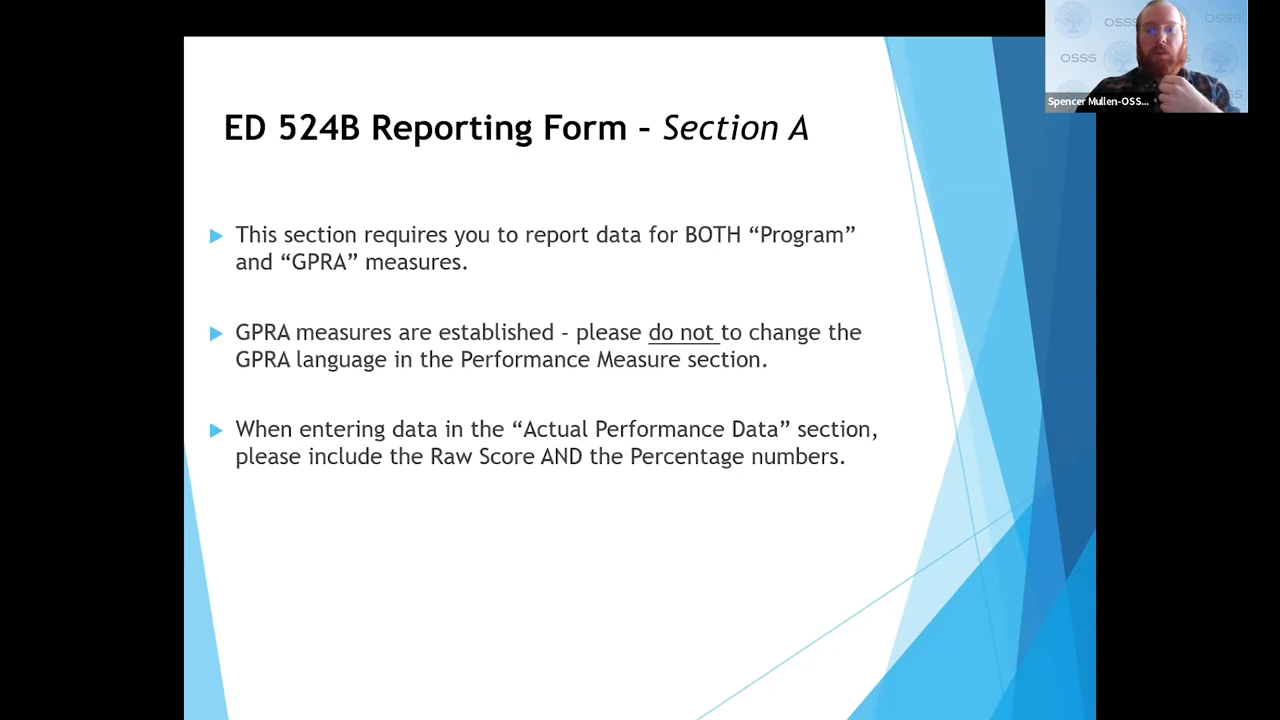 OSSS
OSSS
OSSS
Spencer Mullen-OSS...
ED 524B Reporting Form – Section A
This section requires you to report data for BOTH “Program”
and “GPRA” measures.
GPRA measures are established – please do not to change the
GPRA language in the Performance Measure section.
When entering data in the “Actual Performance Data” section,
please include the Raw Score AND the Percentage numbers.